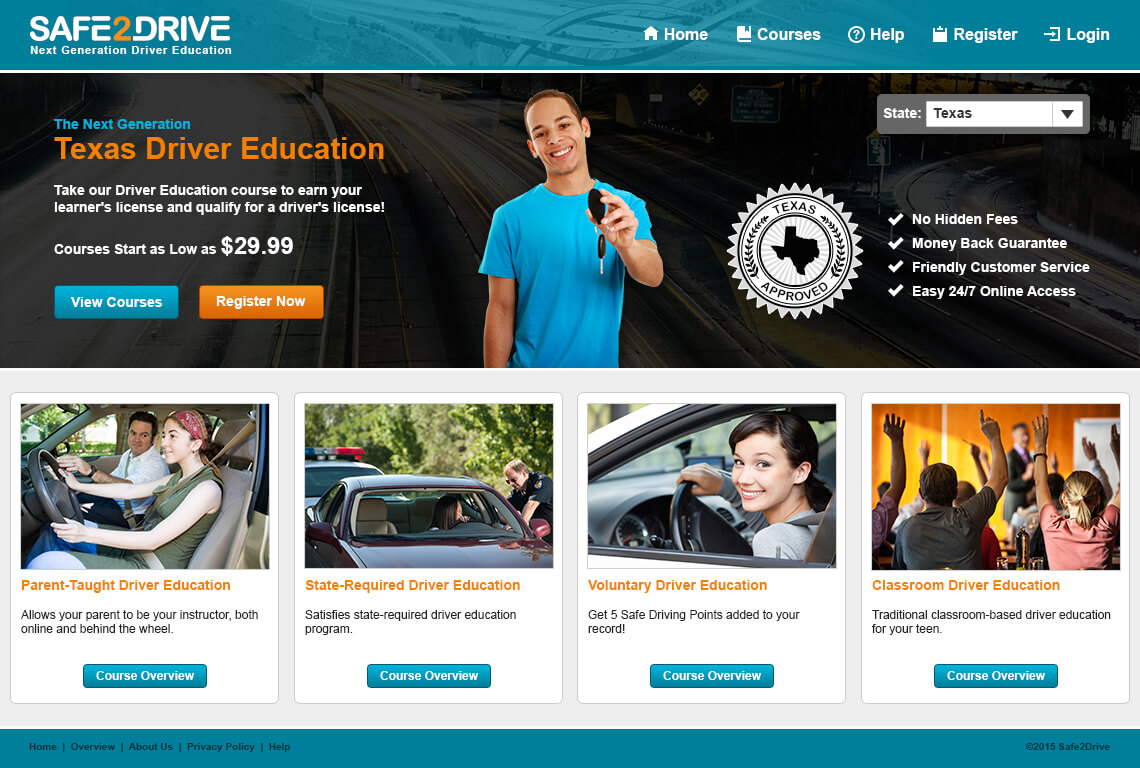 SAFE2DRIVE
Next Generation Driver Education
Home
Courses
Help
Register
Login
State:
Texas
The Next Generation
Texas Driver Education
Take our Driver Education course to earn your
learner's license and qualify for a driver's license!
Courses Start as Low as $29.99
View Courses
Register Now
TEXAS
APPROVED
No Hidden Fees
Money Back Guarantee
Friendly Customer Service
Easy 24/7 Online Access
Parent-Taught Driver Education
Allows your parent to be your instructor, both
online and behind the wheel.
Course Overview
State-Required Driver Education
Satisfies state-required driver education
program.
Course Overview
Voluntary Driver Education
Get 5 Safe Driving Points added to your
record!
Course Overview
Classroom Driver Education
Traditional classroom-based driver education
for your teen.
Course Overview
Home | Overview | About Us | Privacy Policy | Help
©2015 Safe2Drive